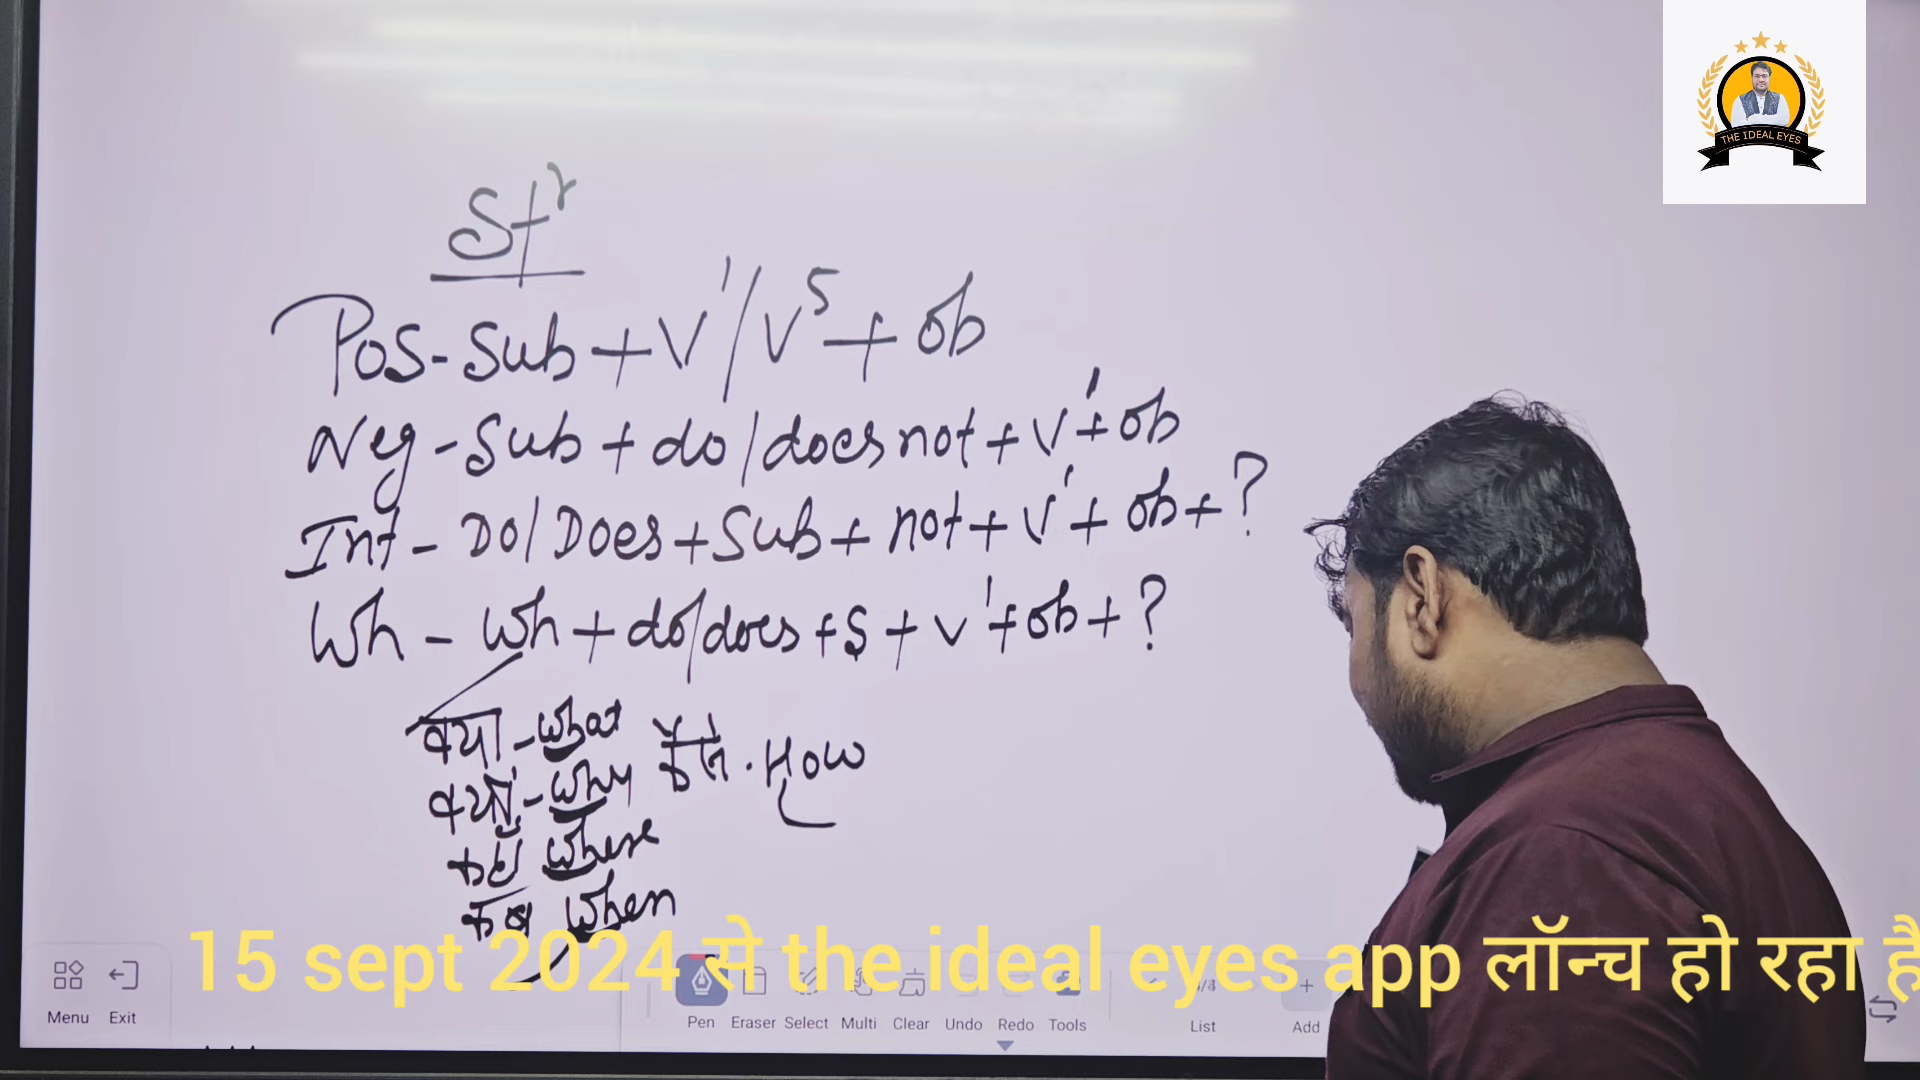 THE IDEAL EYES
Str
Pos-Sub + V¹/V⁵ + ob
Neg - Sub + do/does not + V¹ + ob
Int - Do/Does + Sub + not + V¹ + ob + ?
Wh - Wh + do/does + S + V¹ + ob + ?
क्या - What
कैसे . How
क्यों - Why
कहाँ Where
कब When
15 sept 2024 से the ideal eyes app लॉन्च हो रहा है
Menu Exit
Pen Eraser Select Multi Clear Undo Redo Tools List Add